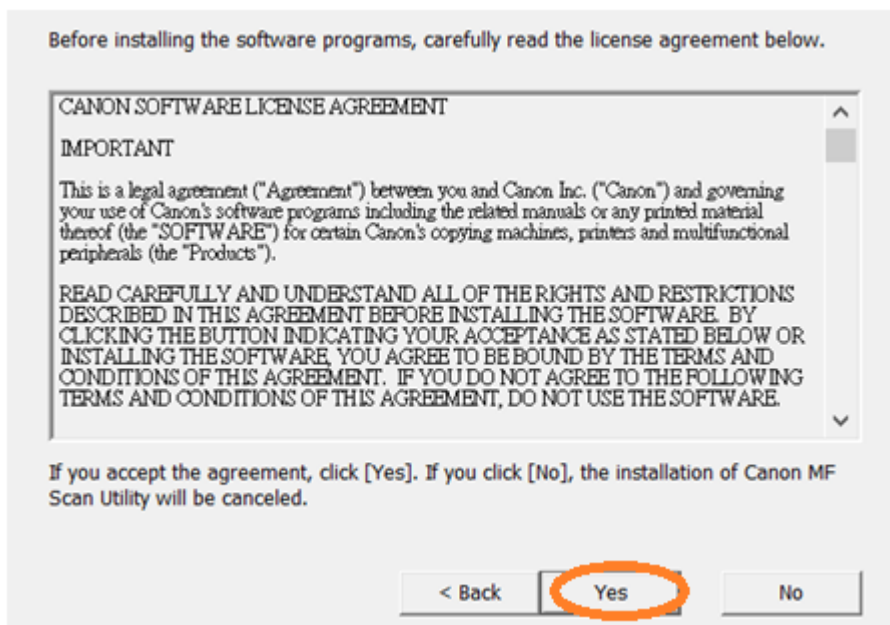 Before installing the software programs, carefully read the license agreement below.
CANON SOFTWARE LICENSE AGREEMENT
IMPORTANT
This is a legal agreement ("Agreement") between you and Canon Inc. ("Canon") and governing
your use of Canon's software programs including the related manuals or any printed material
thereof (the "SOFTWARE") for certain Canon's copying machines, printers and multifunctional
peripherals (the "Products").
READ CAREFULLY AND UNDERSTAND ALL OF THE RIGHTS AND RESTRICTIONS
DESCRIBED IN THIS AGREEMENT BEFORE INSTALLING THE SOFTWARE.  BY
CLICKING THE BUTTON INDICATING YOUR ACCEPTANCE AS STATED BELOW OR
INSTALLING THE SOFTWARE, YOU AGREE TO BE BOUND BY THE TERMS AND
CONDITIONS OF THIS AGREEMENT.  IF YOU DO NOT AGREE TO THE FOLLOWING
TERMS AND CONDITIONS OF THIS AGREEMENT, DO NOT USE THE SOFTWARE.
If you accept the agreement, click [Yes]. If you click [No], the installation of Canon MF
Scan Utility will be canceled.
< Back Yes No